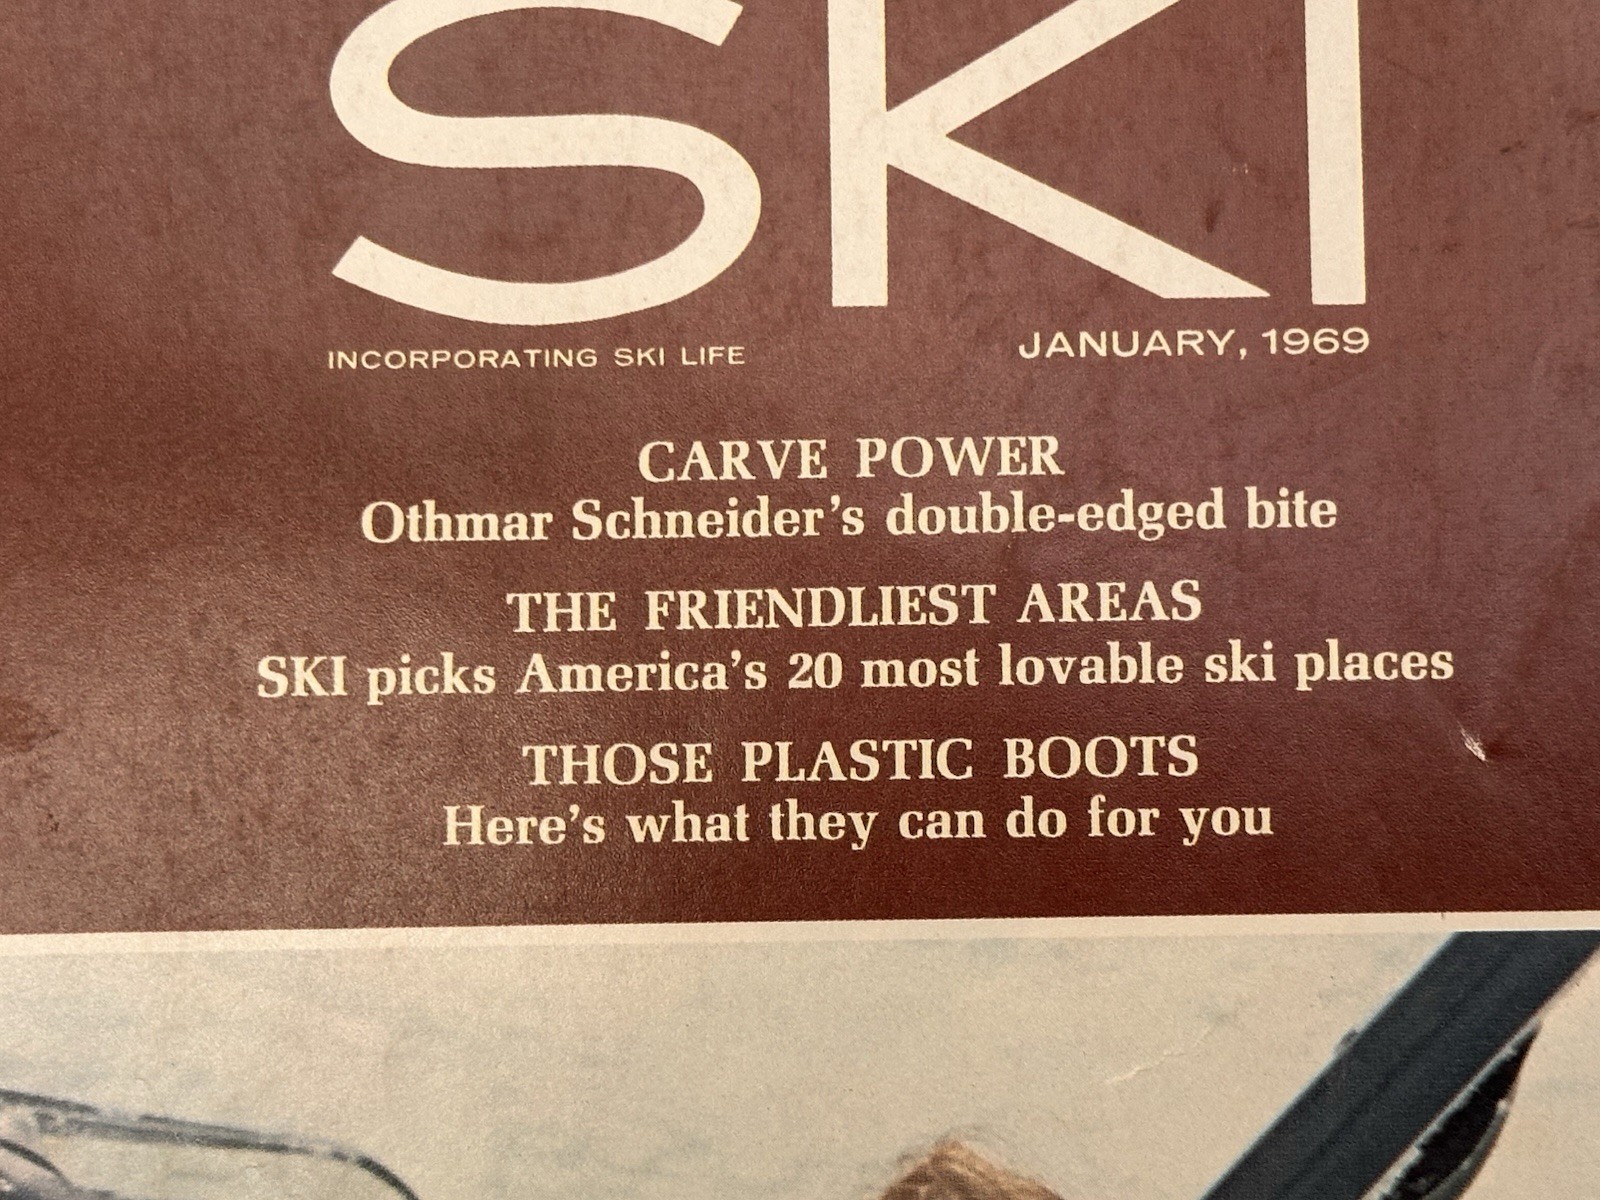 SKI
INCORPORATING SKI LIFE
JANUARY, 1969
CARVE POWER
Othmar Schneider's double-edged bite
THE FRIENDLIEST AREAS
SKI picks America's 20 most lovable ski places
THOSE PLASTIC BOOTS
Here's what they can do for you